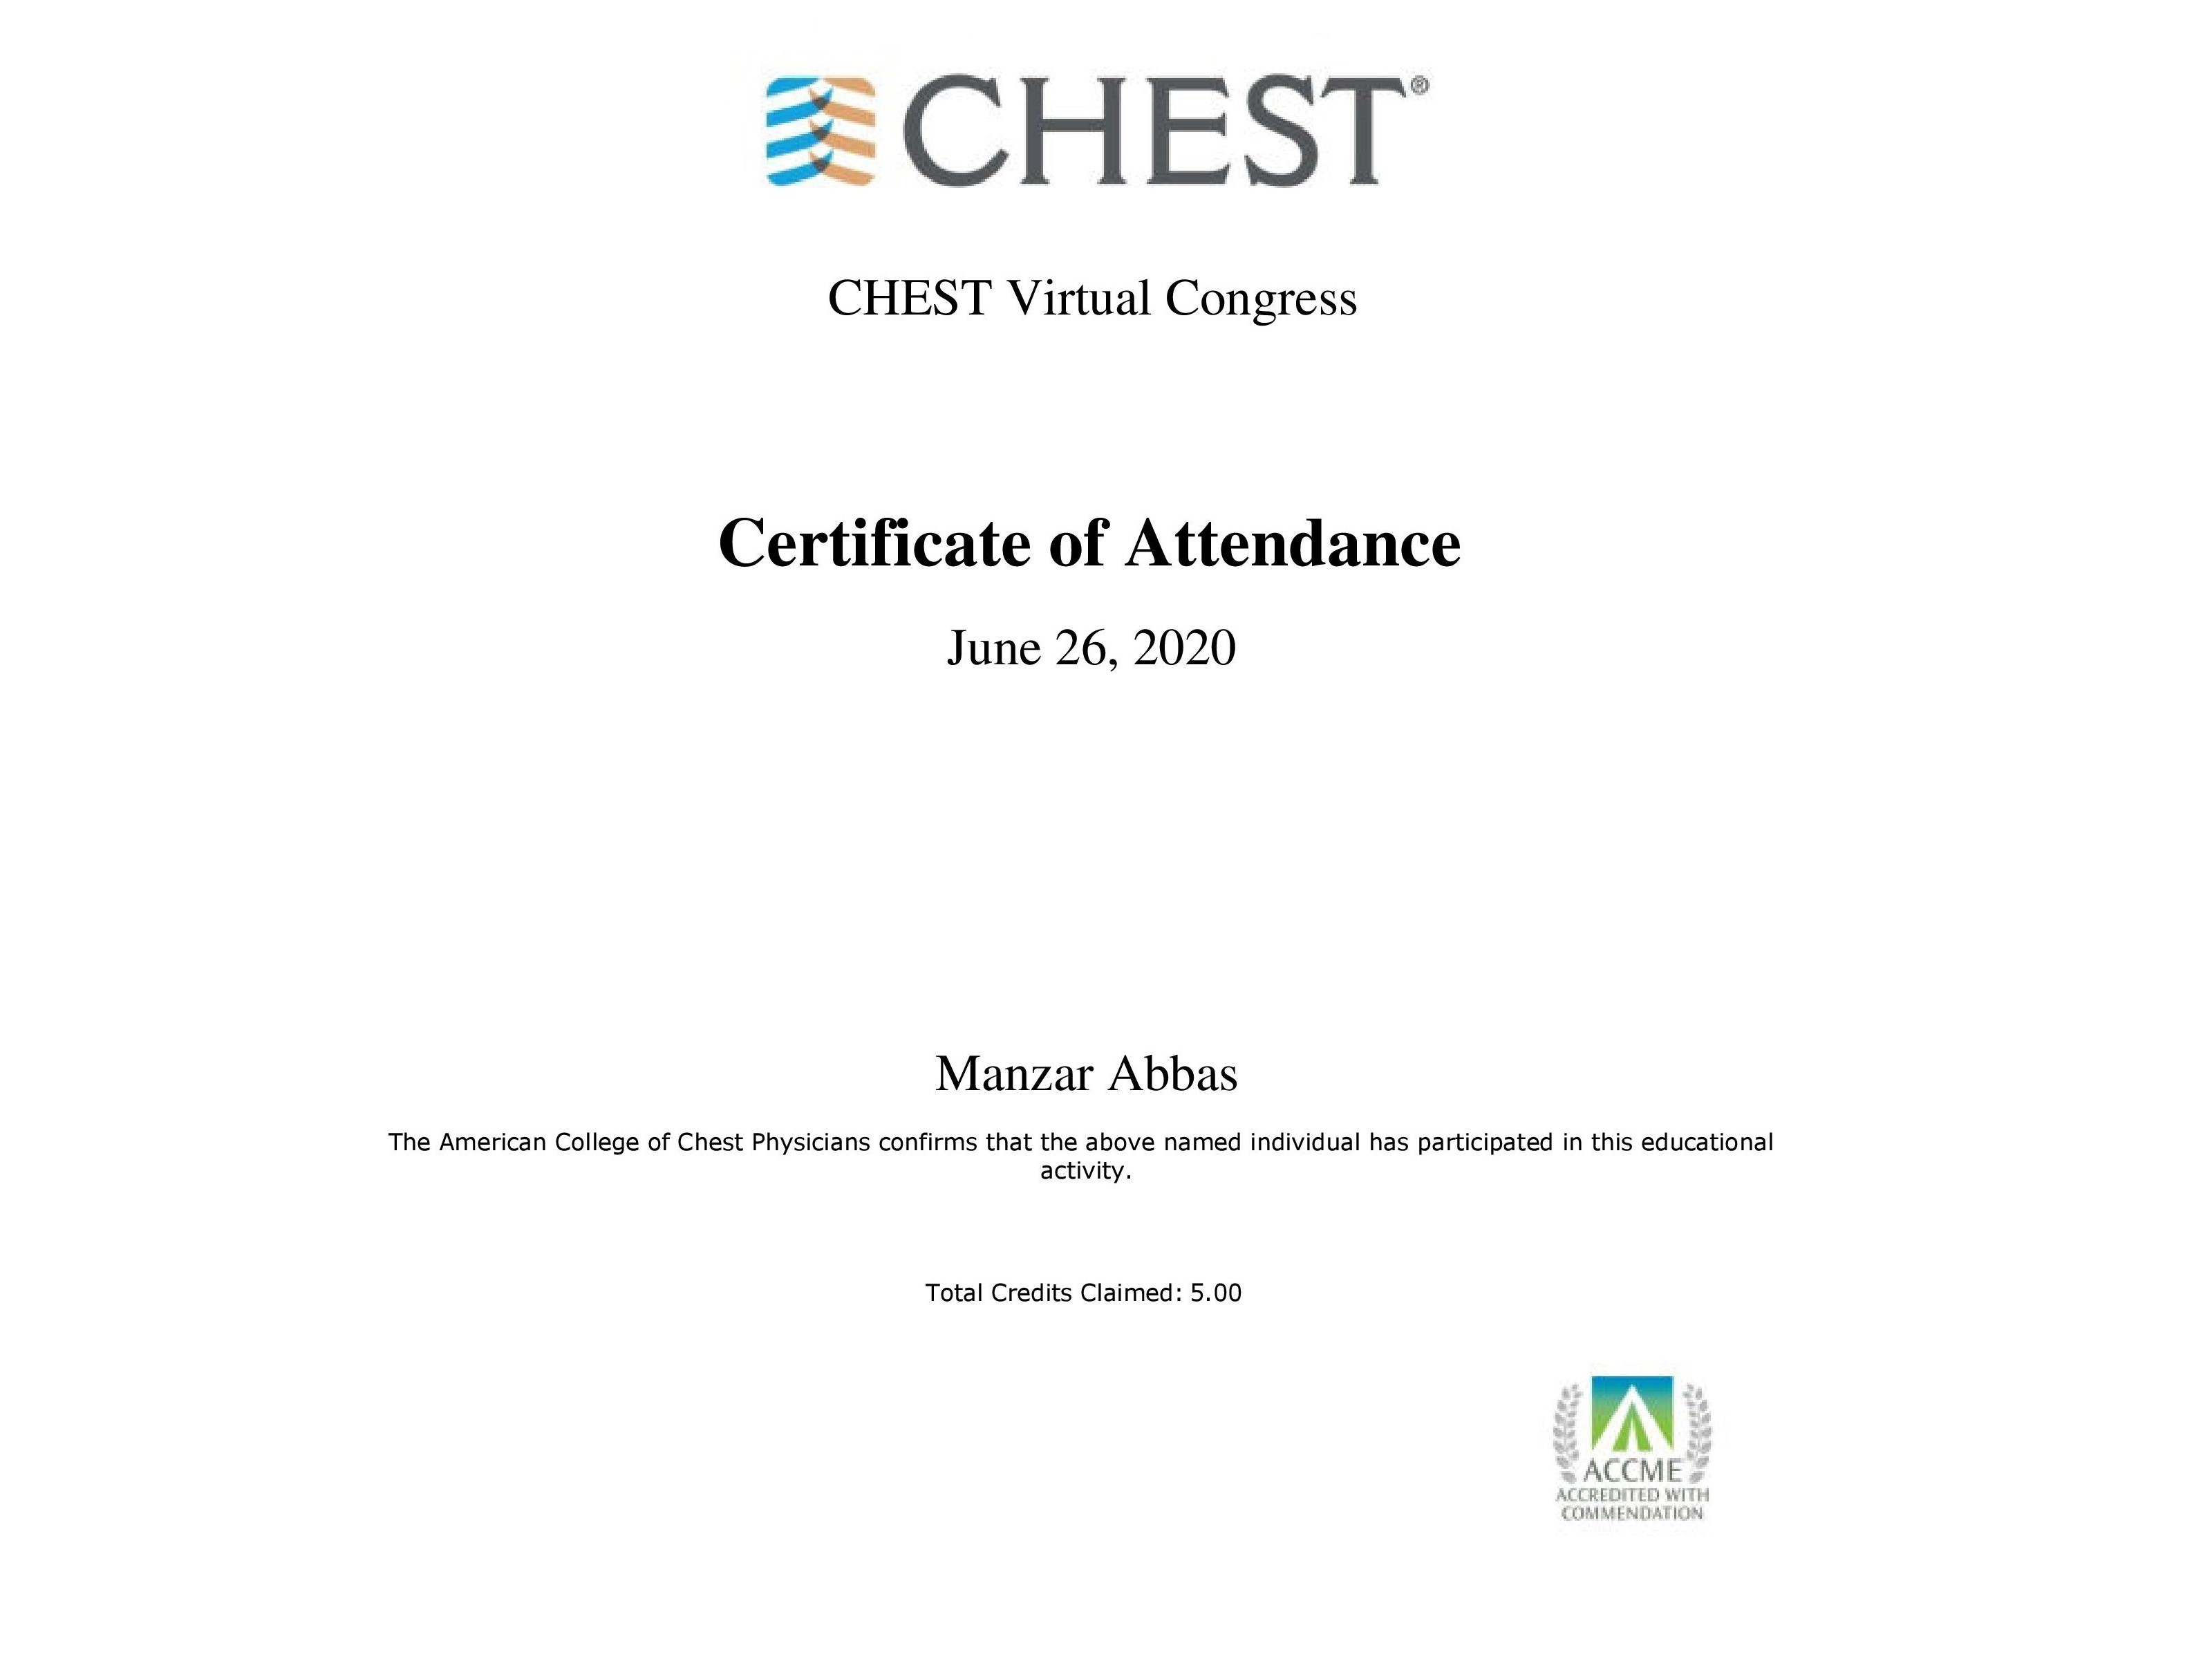 CHEST®
CHEST Virtual Congress
Certificate of Attendance
June 26, 2020
Manzar Abbas
The American College of Chest Physicians confirms that the above named individual has participated in this educational
activity.
Total Credits Claimed: 5.00
ACCME
ACCREDITED WITH
COMMENDATION